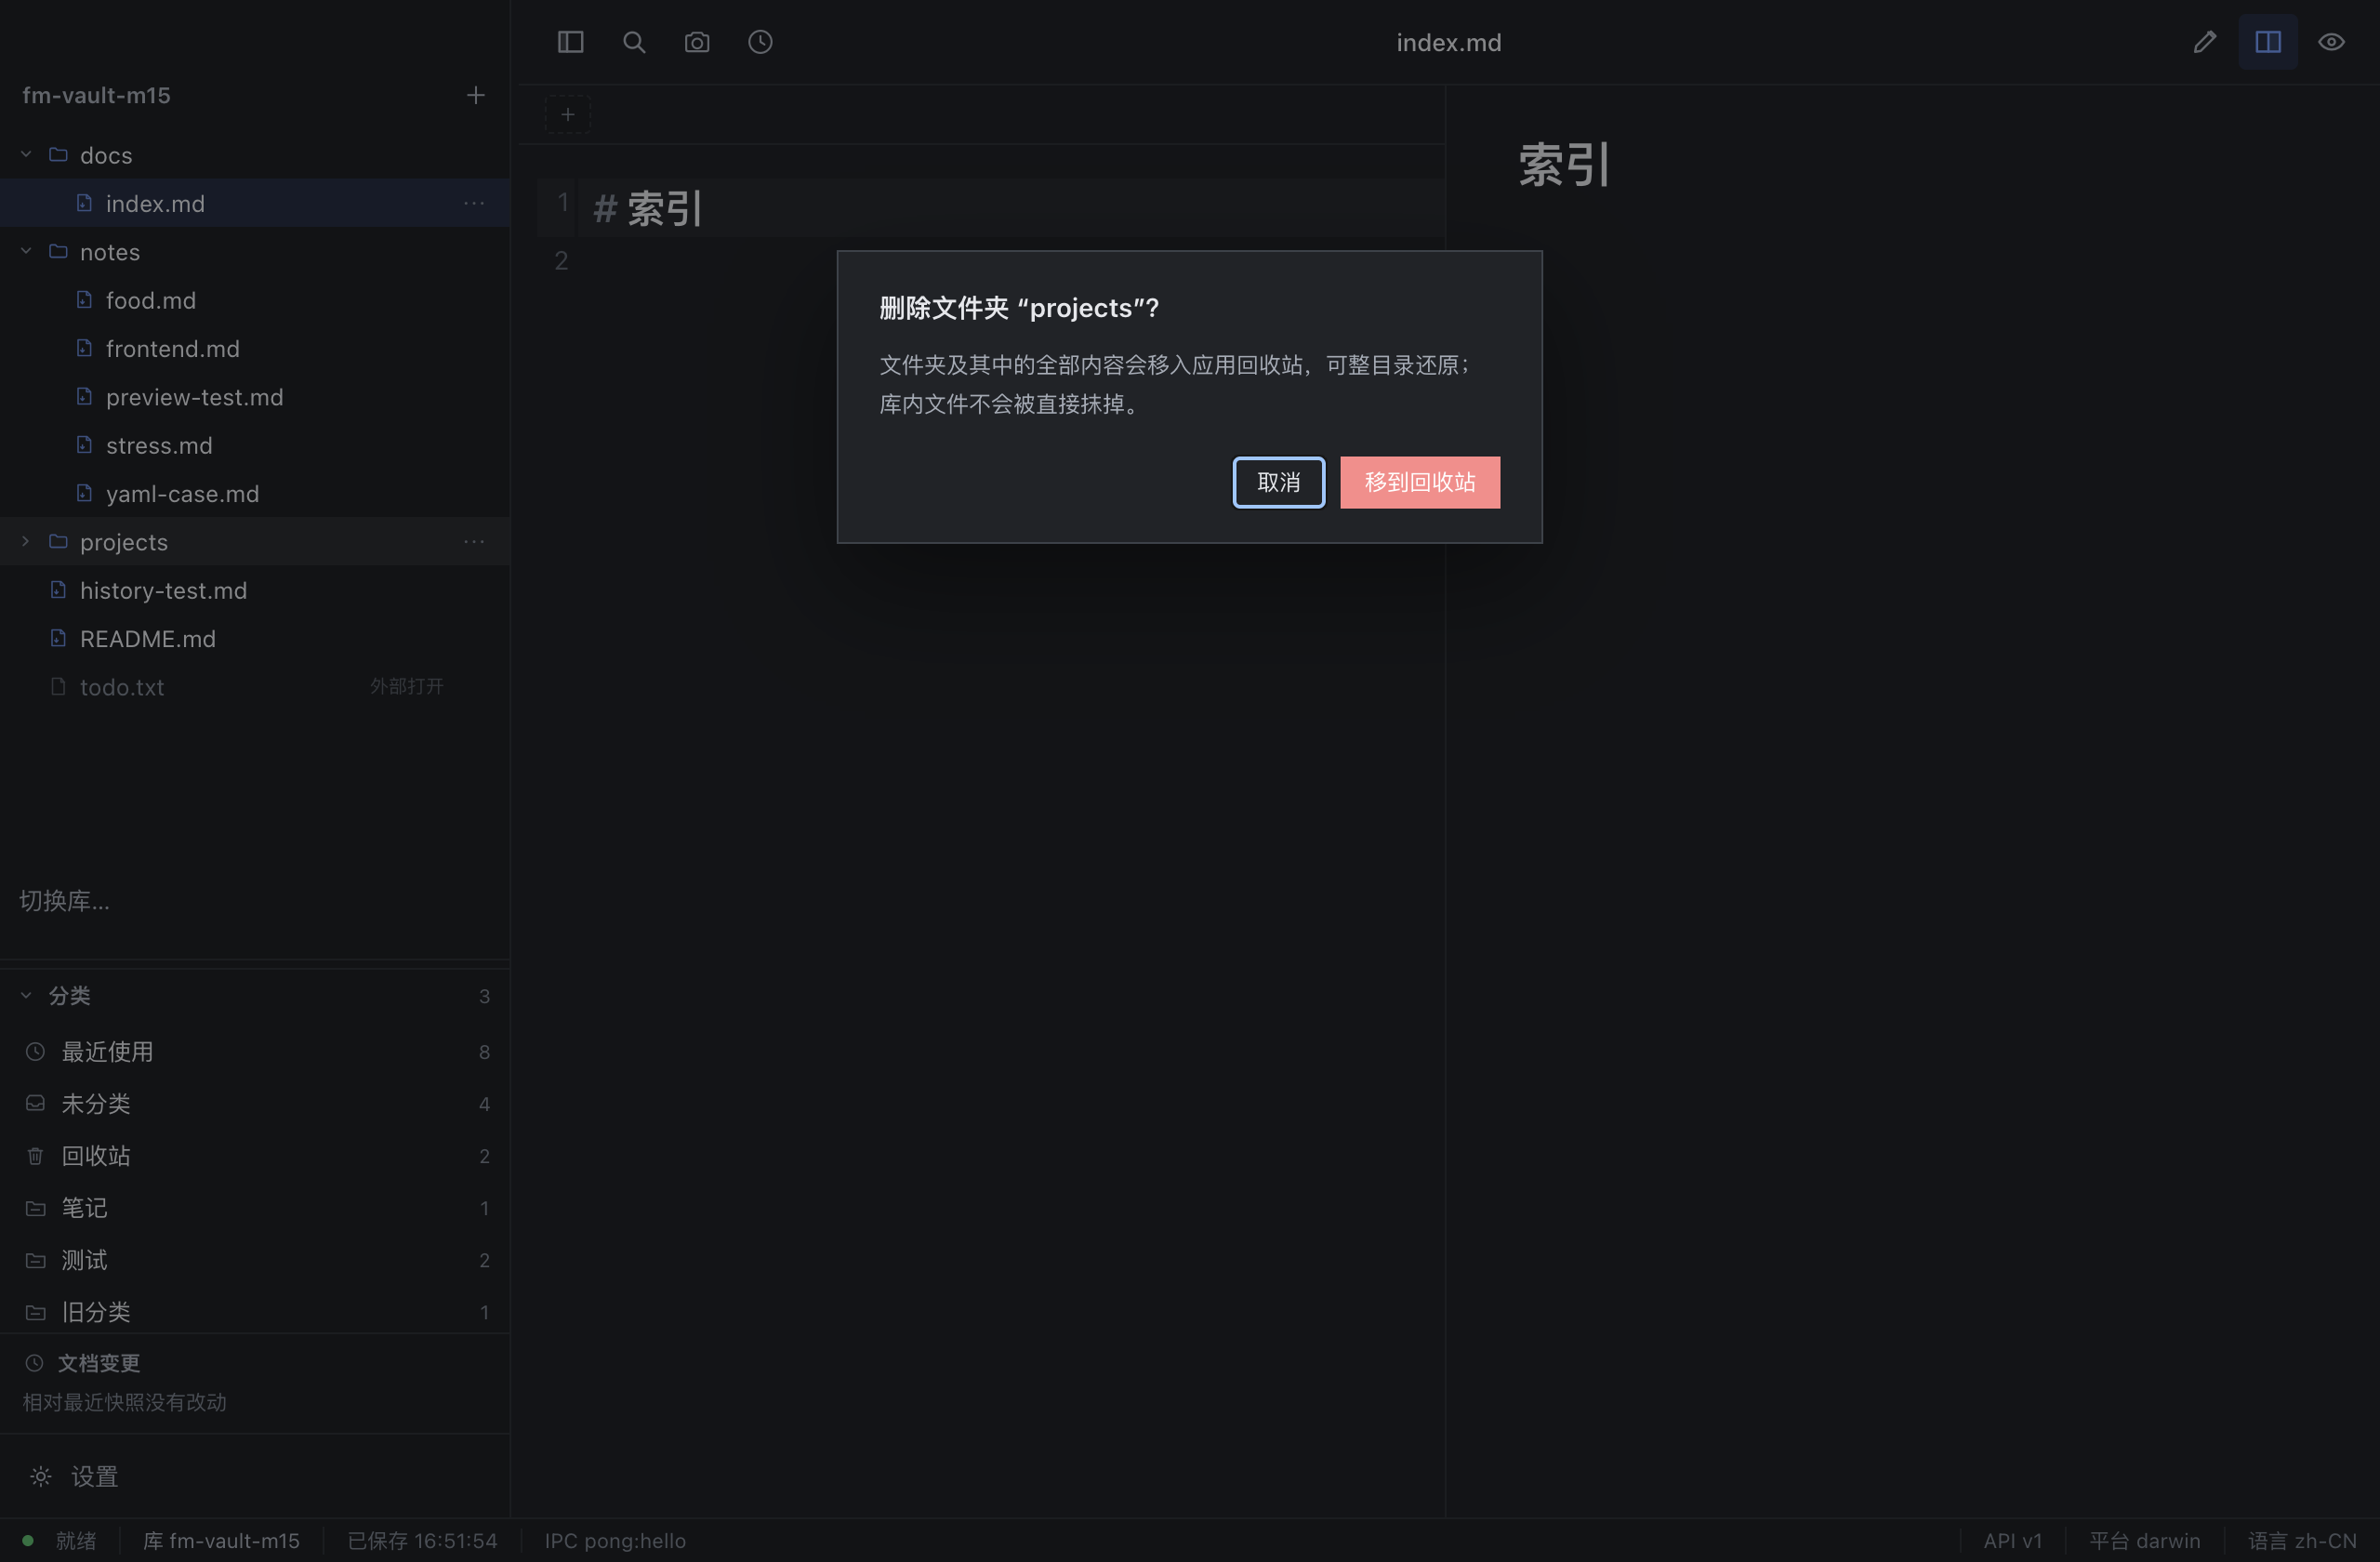 index.md
fm-vault-m15
docs
index.md
notes
food.md
frontend.md
preview-test.md
stress.md
yaml-case.md
projects
history-test.md
README.md
todo.txt 外部打开
切换库...
分类 3
最近使用 8
未分类 4
回收站 2
笔记 1
测试 2
旧分类 1
文档变更
相对最近快照没有改动
设置
1 # 索引
2
索引
删除文件夹 “projects”?
文件夹及其中的全部内容会移入应用回收站，可整目录还原；
库内文件不会被直接抹掉。
取消 移到回收站
就绪 库 fm-vault-m15 已保存 16:51:54 IPC pong:hello API v1 平台 darwin 语言 zh-CN